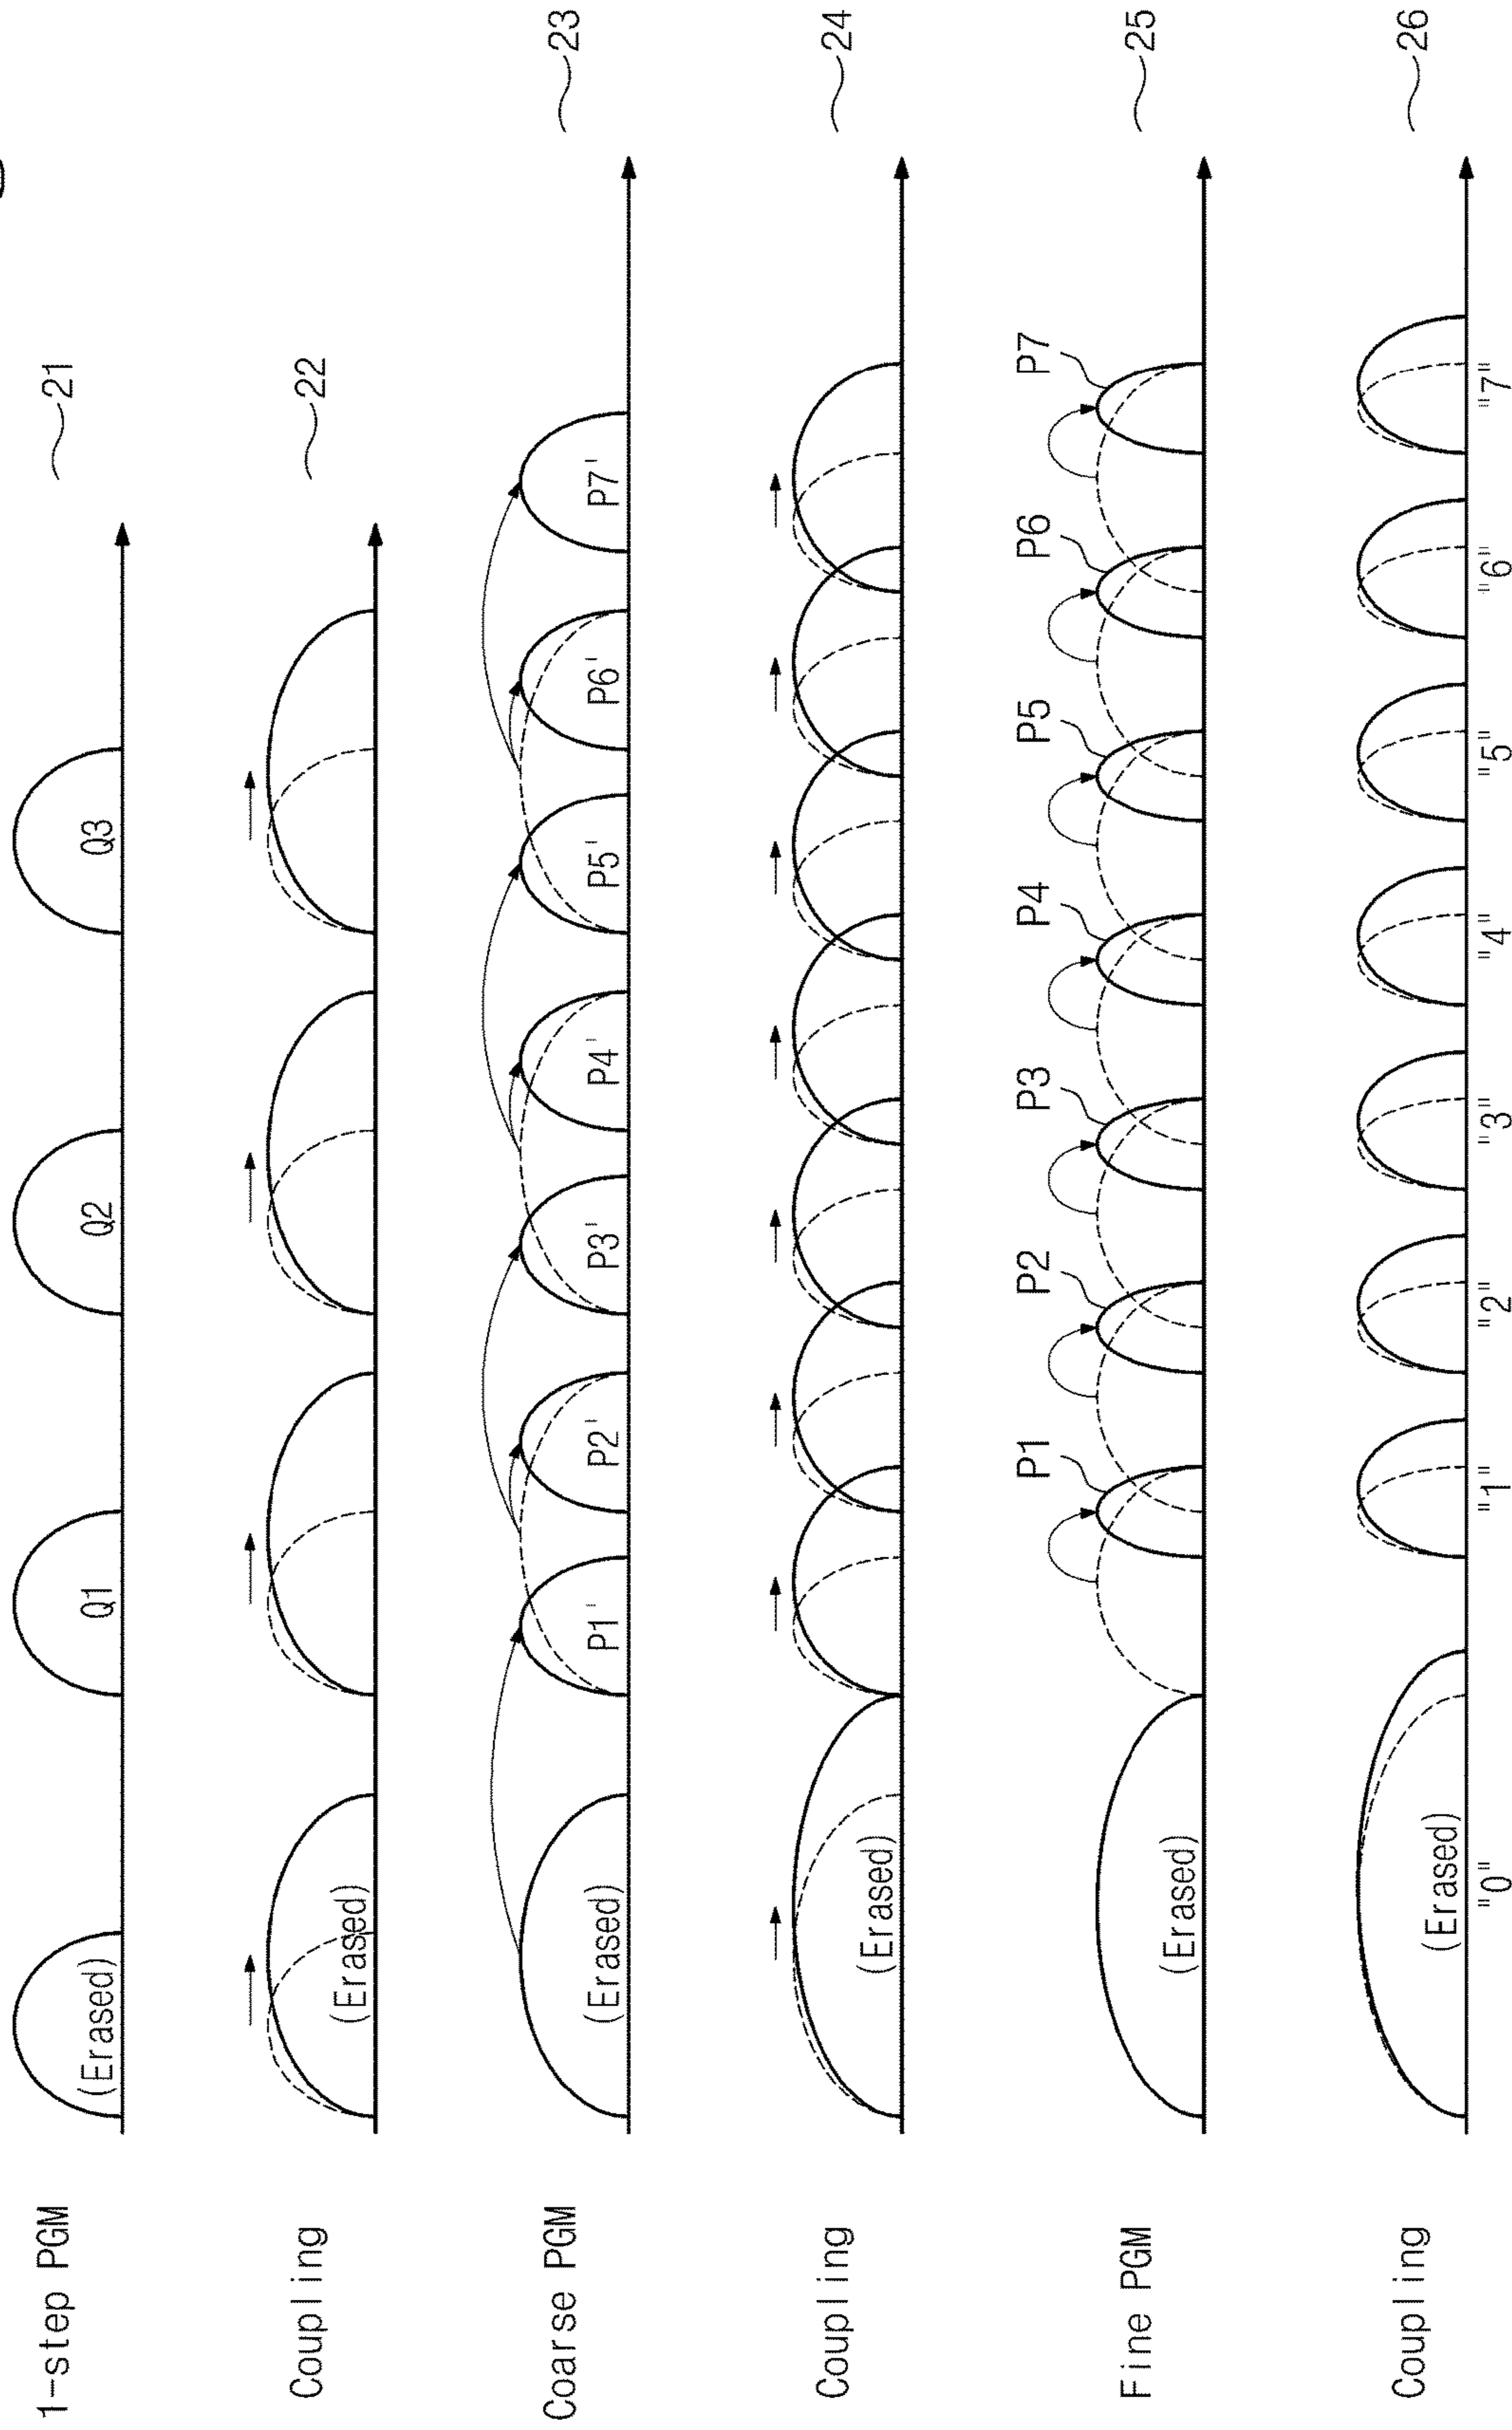 1-step PGM
(Erased)
Q1
Q2
Q3
21
Coupling
(Erased)
22
Coarse PGM
(Erased)
P1'
P2'
P3'
P4'
P5'
P6'
P7'
23
Coupling
(Erased)
24
Fine PGM
(Erased)
P1
P2
P3
P4
P5
P6
P7
25
Coupling
(Erased)
26
"0"
"1"
"2"
"3"
"4"
"5"
"6"
"7"